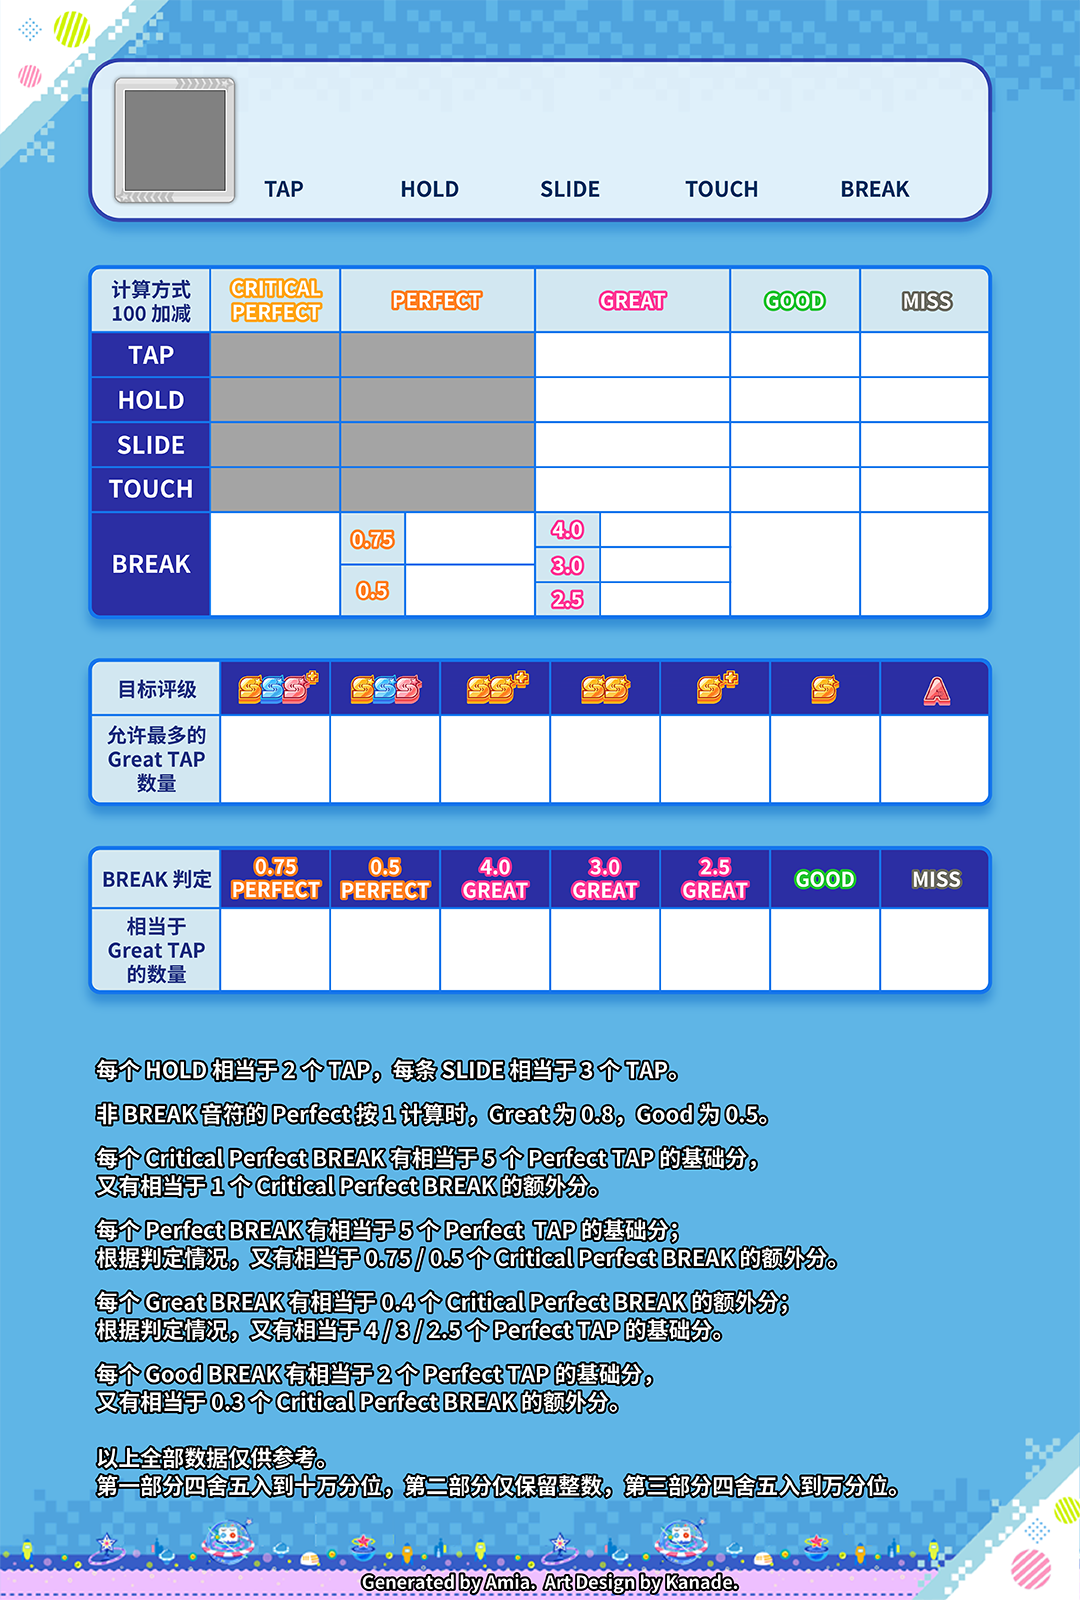 TAP HOLD SLIDE TOUCH BREAK
计算方式
100 加减
CRITICAL
PERFECT
PERFECT
GREAT
GOOD
MISS
TAP
HOLD
SLIDE
TOUCH
BREAK
0.75
0.5
4.0
3.0
2.5
目标评级
SSS+
SSS
SS+
SS
S+
S
A
允许最多的
Great TAP
数量
BREAK 判定
0.75
PERFECT
0.5
PERFECT
4.0
GREAT
3.0
GREAT
2.5
GREAT
GOOD
MISS
相当于
Great TAP
的数量
每个 HOLD 相当于 2 个 TAP，每条 SLIDE 相当于 3 个 TAP。
非 BREAK 音符的 Perfect 按 1 计算时，Great 为 0.8，Good 为 0.5。
每个 Critical Perfect BREAK 有相当于 5 个 Perfect TAP 的基础分，
又有相当于 1 个 Critical Perfect BREAK 的额外分。
每个 Perfect BREAK 有相当于 5 个 Perfect TAP 的基础分；
根据判定情况，又有相当于 0.75 / 0.5 个 Critical Perfect BREAK 的额外分。
每个 Great BREAK 有相当于 0.4 个 Critical Perfect BREAK 的额外分；
根据判定情况，又有相当于 4 / 3 / 2.5 个 Perfect TAP 的基础分。
每个 Good BREAK 有相当于 2 个 Perfect TAP 的基础分，
又有相当于 0.3 个 Critical Perfect BREAK 的额外分。
以上全部数据仅供参考。
第一部分四舍五入到十万分位，第二部分仅保留整数，第三部分四舍五入到万分位。
Generated by Amia. Art Design by Kanade.